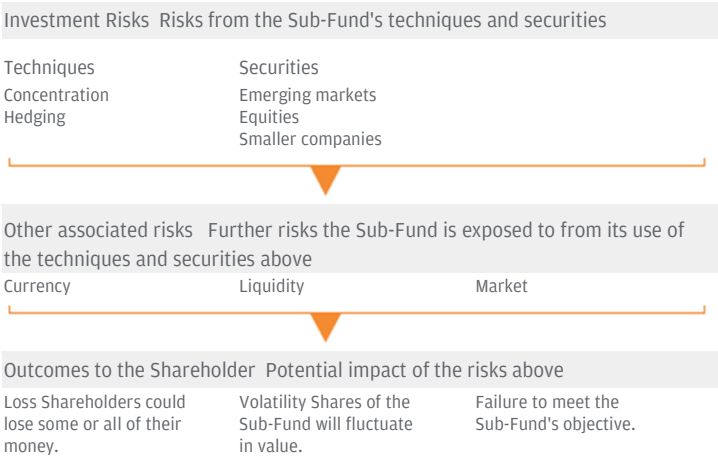 Investment Risks Risks from the Sub-Fund's techniques and securities
Techniques
Concentration
Hedging
Securities
Emerging markets
Equities
Smaller companies
Other associated risks Further risks the Sub-Fund is exposed to from its use of
the techniques and securities above
Currency
Liquidity
Market
Outcomes to the Shareholder Potential impact of the risks above
Loss Shareholders could
lose some or all of their
money.
Volatility Shares of the
Sub-Fund will fluctuate
in value.
Failure to meet the
Sub-Fund's objective.